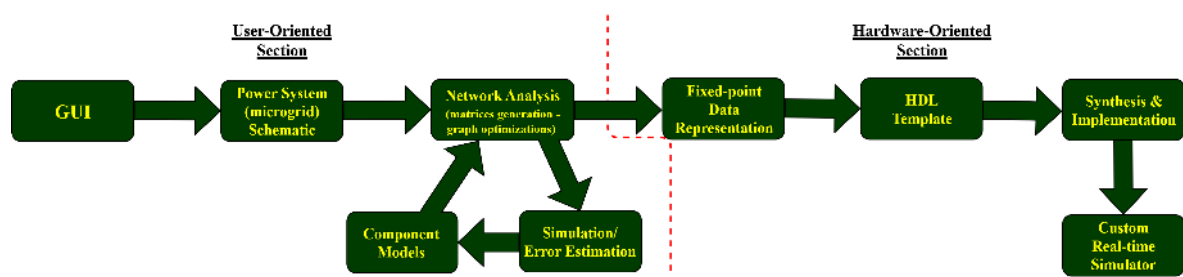 User-Oriented
Section
Hardware-Oriented
Section
GUI
Power System
(microgrid)
Schematic
Network Analysis
(matrices generation -
graph optimizations)
Fixed-point
Data
Representation
HDL
Template
Synthesis &
Implementation
Component
Models
Simulation/
Error Estimation
Custom
Real-time
Simulator